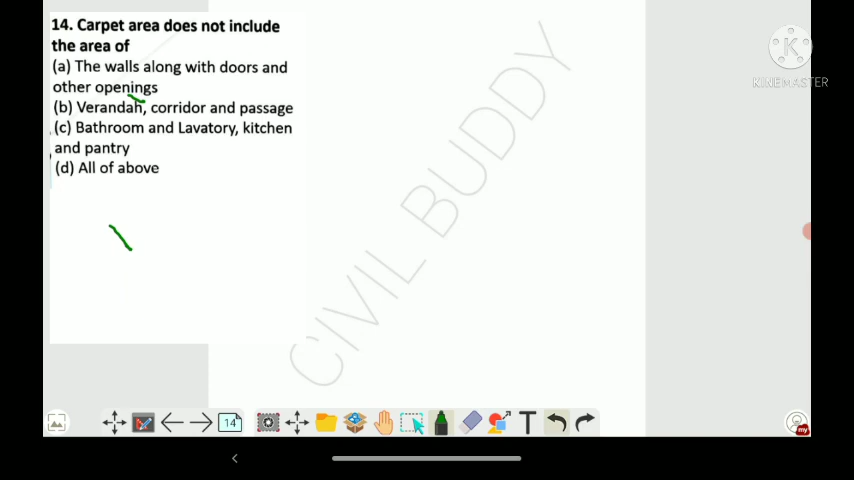 14. Carpet area does not include
the area of
(a) The walls along with doors and
other openings
(b) Verandah, corridor and passage
(c) Bathroom and Lavatory, kitchen
and pantry
(d) All of above
CIVIL BUDDY
K
KINEMASTER
14
T
my